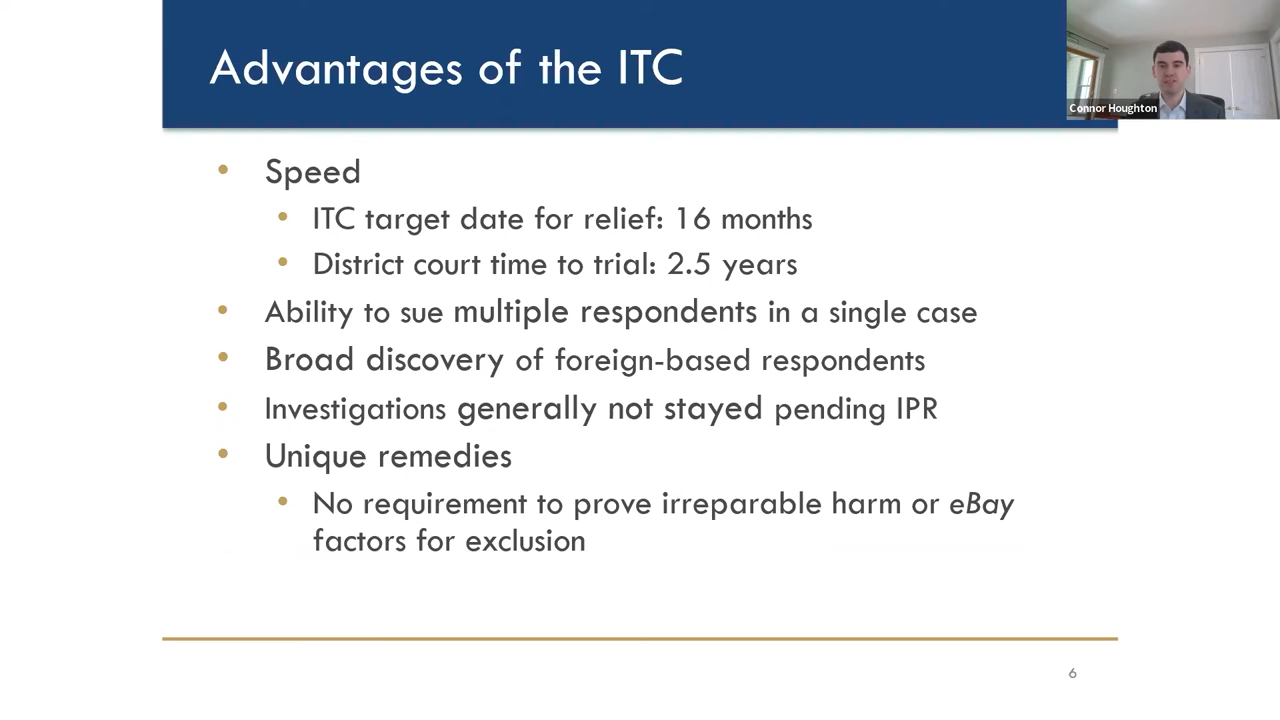 Advantages of the ITC
Connor Houghton
• Speed
• ITC target date for relief: 16 months
• District court time to trial: 2.5 years
• Ability to sue multiple respondents in a single case
• Broad discovery of foreign-based respondents
• Investigations generally not stayed pending IPR
• Unique remedies
• No requirement to prove irreparable harm or eBay
factors for exclusion
6